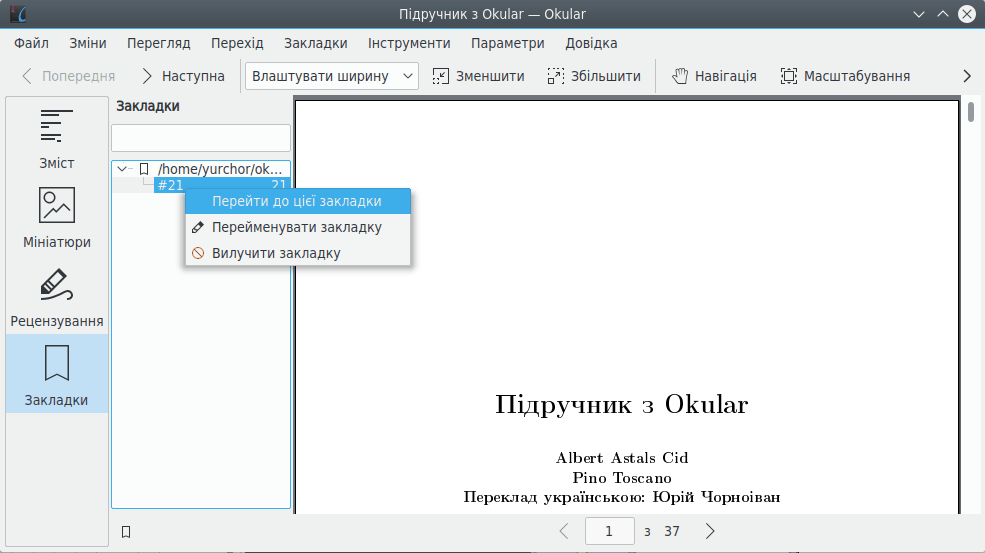 Підручник з Okular — Okular
Файл Зміни Перегляд Перехід Закладки Інструменти Параметри Довідка
Попередня Наступна Влаштувати ширину Зменшити Збільшити Навігація Масштабування
Зміст
Мініатюри
Рецензування
Закладки
Закладки
/home/yurchor/ok...
#21 21
Перейти до цієї закладки
Перейменувати закладку
Вилучити закладку
Підручник з Okular
Albert Astals Cid
Pino Toscano
Переклад українською: Юрій Чорноіван
1 з 37